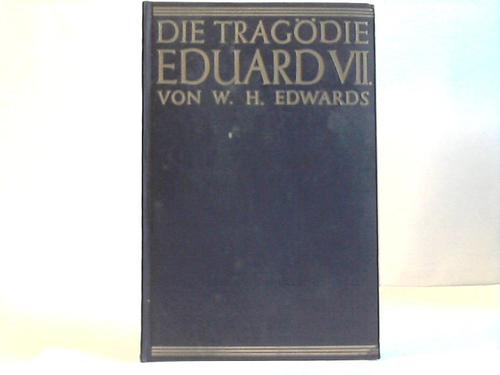 DIE TRAGÖDIE
EDUARD VII.
VON W. H. EDWARDS